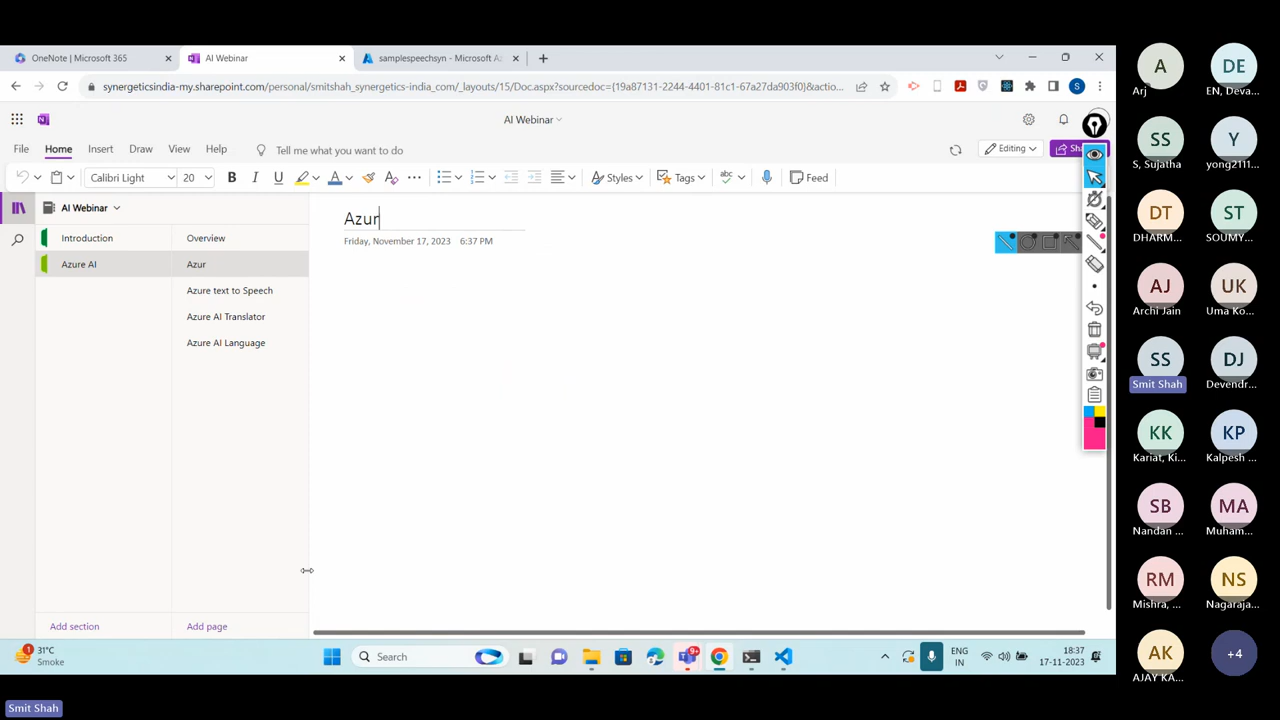 OneNote | Microsoft 365
AI Webinar
samplespeechsyn - Microsoft A
synergeticsindia-my.sharepoint.com/personal/smitshah_synergetics-india_com/_layouts/15/Doc.aspx?sourcedoc={19a87131-2244-4401-81c1-67a27da903f0}&actio...
AI Webinar
File Home Insert Draw View Help Tell me what you want to do Editing Sha
Calibri Light 20 B I U A Styles Tags abc Feed
AI Webinar
Introduction
Azure AI
Overview
Azur
Azure text to Speech
Azure AI Translator
Azure AI Language
Add section Add page
Azur
Friday, November 17, 2023 6:37 PM
1
31°C
Smoke
Search
9+
ENG
IN
18:37
17-11-2023
A
Arj
DE
EN, Deva...
SS
S, Sujatha
Y
yong2111...
DT
DHARM...
ST
SOUMY...
AJ
Archi Jain
UK
Uma Ko...
SS
Smit Shah
DJ
Devendr...
KK
Kariat, Ki...
KP
Kalpesh ...
SB
Nandan ...
MA
Muham...
RM
Mishra, ...
NS
Nagaraja...
AK
AJAY KA...
+4
Smit Shah